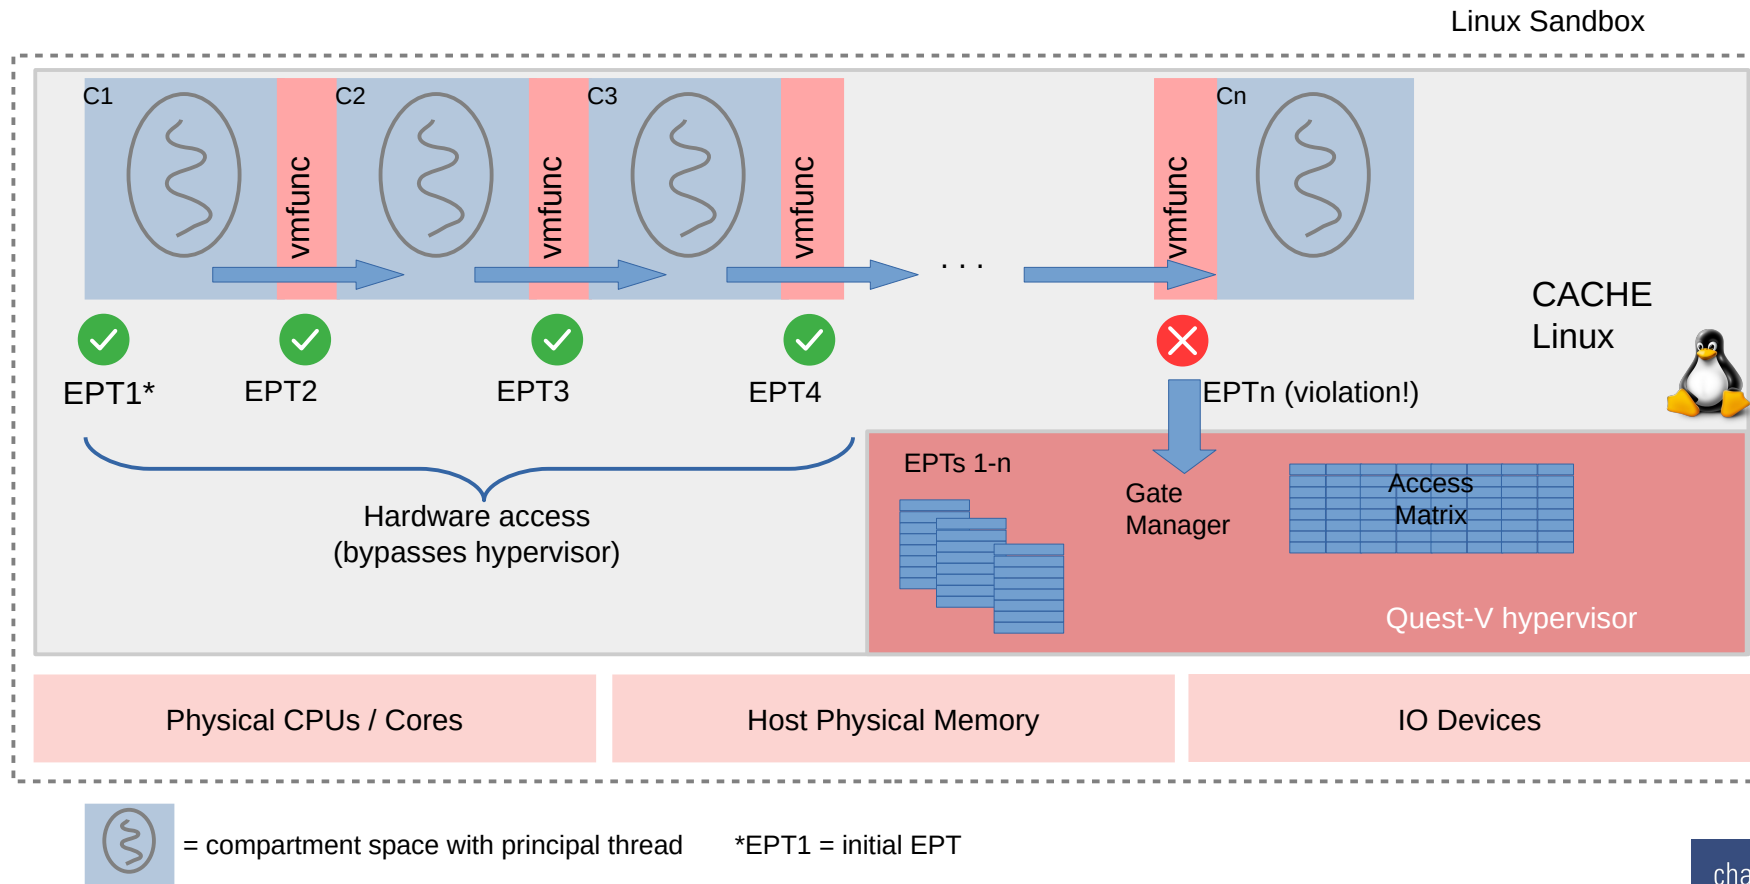 Linux Sandbox
C1
C2
C3
Cn
vmfunc
vmfunc
vmfunc
vmfunc
. . .
CACHE
Linux
EPT1*
EPT2
EPT3
EPT4
EPTn (violation!)
Hardware access
(bypasses hypervisor)
EPTs 1-n
Gate
Manager
Access
Matrix
Quest-V hypervisor
Physical CPUs / Cores
Host Physical Memory
IO Devices
= compartment space with principal thread
*EPT1 = initial EPT